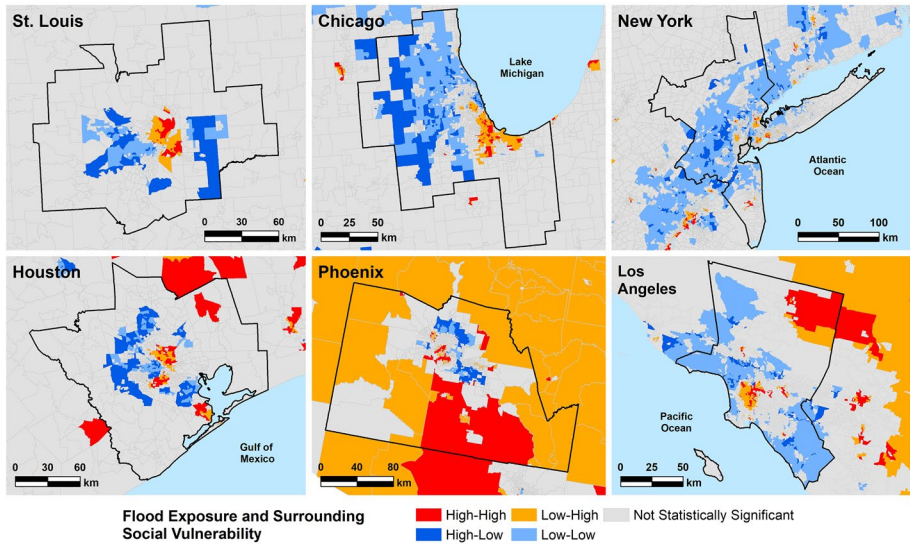 St. Louis
0 30 60
km
Chicago
Lake
Michigan
0 25 50
km
New York
Atlantic
Ocean
0 50 100
km
Houston
Gulf of
Mexico
0 30 60
km
Phoenix
0 40 80
km
Los
Angeles
Pacific
Ocean
0 25 50
km
Flood Exposure and Surrounding
Social Vulnerability
High-High
Low-High
Not Statistically Significant
High-Low
Low-Low